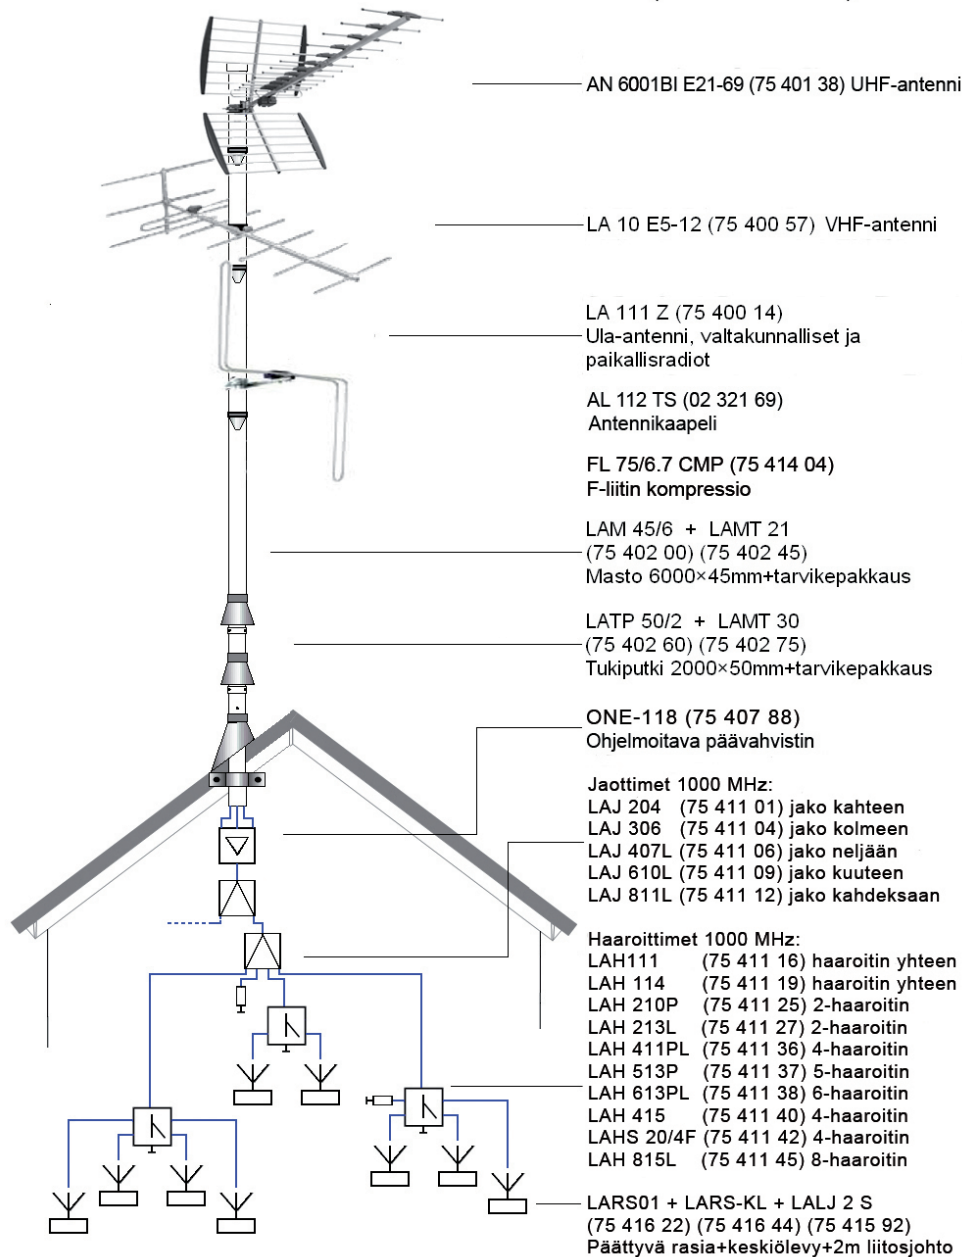 AN 6001BI E21-69 (75 401 38) UHF-antenni
LA 10 E5-12 (75 400 57) VHF-antenni
LA 111 Z (75 400 14)
Ula-antenni, valtakunnalliset ja
paikallisradiot
AL 112 TS (02 321 69)
Antennikaapeli
FL 75/6.7 CMP (75 414 04)
F-liitin kompressio
LAM 45/6 + LAMT 21
(75 402 00) (75 402 45)
Masto 6000×45mm+tarvikepakkaus
LATP 50/2 + LAMT 30
(75 402 60) (75 402 75)
Tukiputki 2000×50mm+tarvikepakkaus
ONE-118 (75 407 88)
Ohjelmoitava päävahvistin
Jaottimet 1000 MHz:
LAJ 204 (75 411 01) jako kahteen
LAJ 306 (75 411 04) jako kolmeen
LAJ 407L (75 411 06) jako neljään
LAJ 610L (75 411 09) jako kuuteen
LAJ 811L (75 411 12) jako kahdeksaan
Haaroittimet 1000 MHz:
LAH111 (75 411 16) haaroitin yhteen
LAH 114 (75 411 19) haaroitin yhteen
LAH 210P (75 411 25) 2-haaroitin
LAH 213L (75 411 27) 2-haaroitin
LAH 411PL (75 411 36) 4-haaroitin
LAH 513P (75 411 37) 5-haaroitin
LAH 613PL (75 411 38) 6-haaroitin
LAH 415 (75 411 40) 4-haaroitin
LAHS 20/4F (75 411 42) 4-haaroitin
LAH 815L (75 411 45) 8-haaroitin
LARS01 + LARS-KL + LALJ 2 S
(75 416 22) (75 416 44) (75 415 92)
Päättyvä rasia+keskiölevy+2m liitosjohto